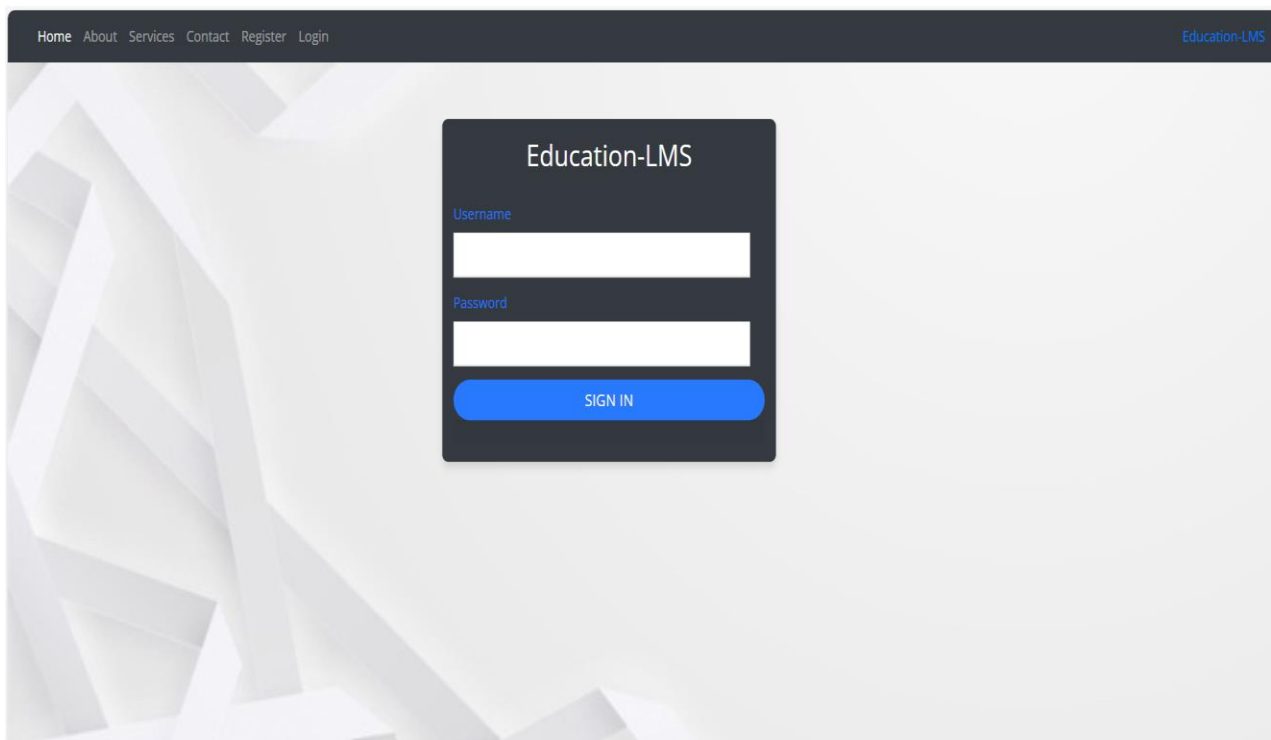 Home About Services Contact Register Login Education-LMS
Education-LMS
Username
Password
SIGN IN